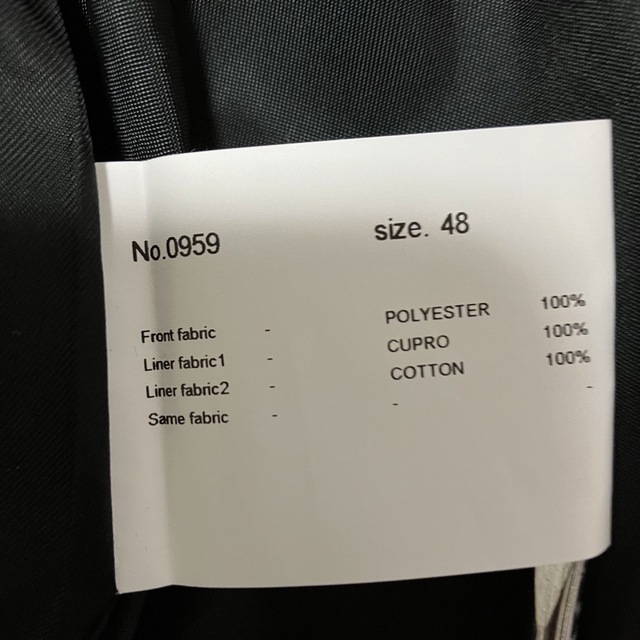 No.0959 size. 48
Front fabric - POLYESTER 100%
Liner fabric1 - CUPRO 100%
Liner fabric2 - COTTON 100%
Same fabric - - -